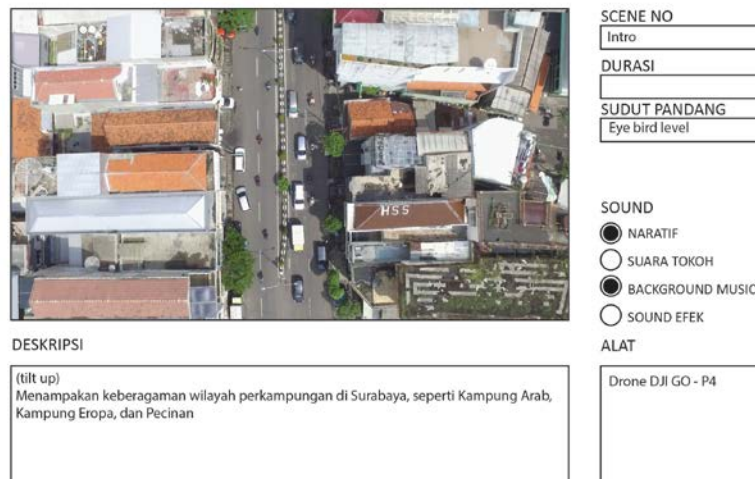 SCENE NO
Intro
DURASI
SUDUT PANDANG
Eye bird level
HSS
SOUND
NARATIF
SUARA TOKOH
BACKGROUND MUSIC
SOUND EFEK
DESKRIPSI
(tilt up)
Menampakan keberagaman wilayah perkampungan di Surabaya, seperti Kampung Arab,
Kampung Eropa, dan Pecinan
ALAT
Drone DJI GO - P4